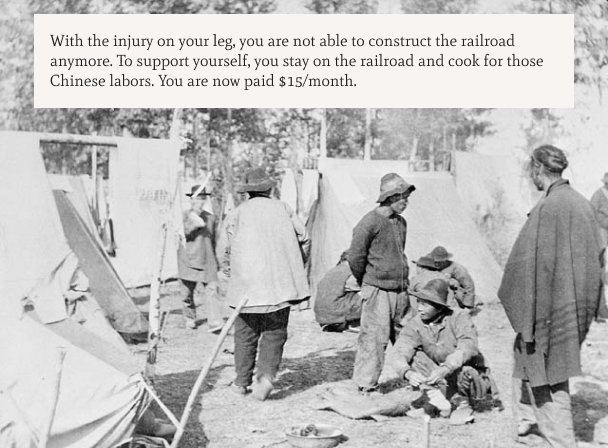 With the injury on your leg, you are not able to construct the railroad
anymore. To support yourself, you stay on the railroad and cook for those
Chinese labors. You are now paid $15/month.